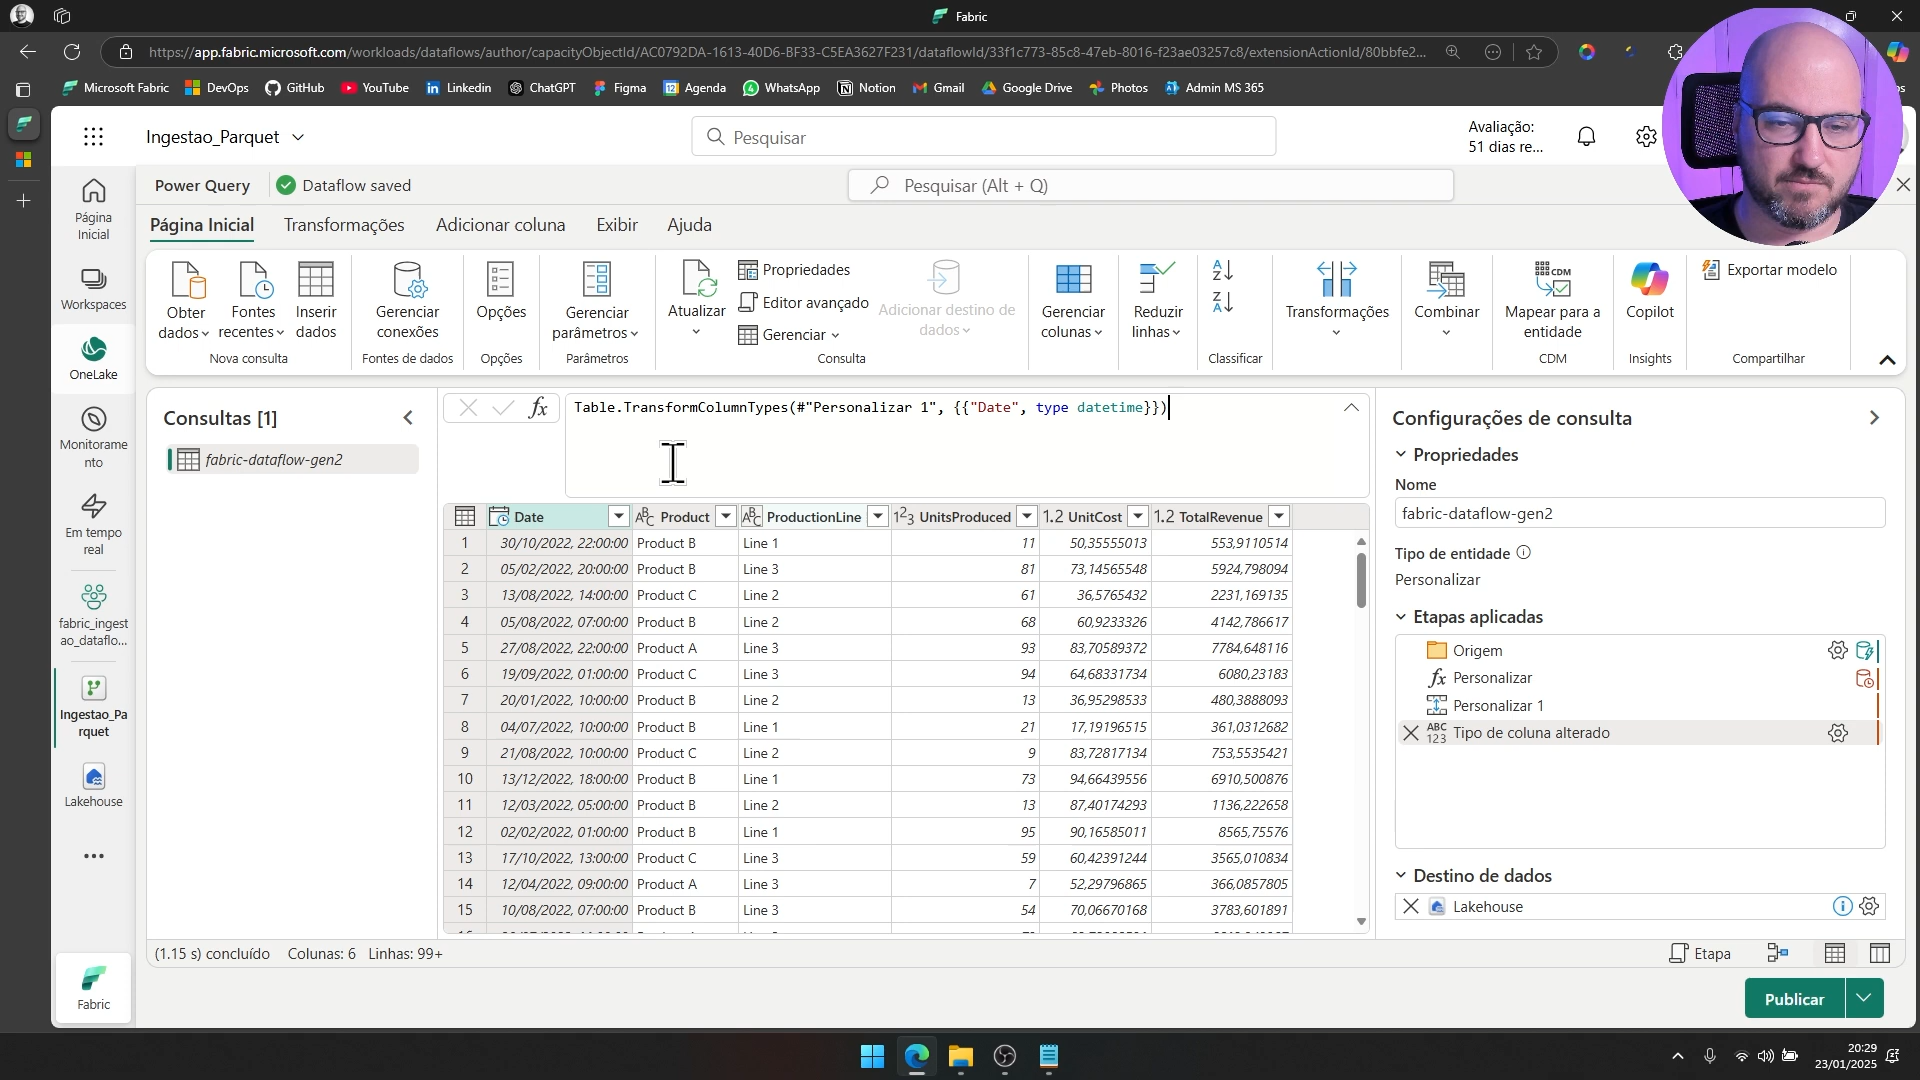 Fabric
https://app.fabric.microsoft.com/workloads/dataflows/author/capacityObjectId/AC0792DA-1613-40D6-BF33-C5EA3627F231/dataflowId/33f1c773-85c8-47eb-8016-f23ae03257c8/extensionActionId/80bbfe2...
Microsoft Fabric DevOps GitHub YouTube Linkedin ChatGPT Figma Agenda WhatsApp Notion Gmail Google Drive Photos Admin MS 365
Ingestao_Parquet
Pesquisar
Avaliação:
51 dias re...
Power Query
Dataflow saved
Pesquisar (Alt + Q)
Página Inicial Transformações Adicionar coluna Exibir Ajuda
Obter dados
Fontes recentes
Inserir dados
Nova consulta
Gerenciar conexões
Fontes de dados
Opções
Opções
Gerenciar parâmetros
Parâmetros
Atualizar
Propriedades
Editor avançado
Gerenciar
Adicionar destino de dados
Consulta
Gerenciar colunas
Reduzir linhas
Classificar
Transformações
Combinar
Mapear para a entidade
CDM
CDM
Copilot
Insights
Exportar modelo
Compartilhar
Página Inicial
Workspaces
OneLake
Monitorame
nto
Em tempo
real
fabric_ingest
ao_dataflo...
Ingestao_Pa
rquet
Lakehouse
Fabric
Consultas [1]
fabric-dataflow-gen2
fx
Table.TransformColumnTypes(#"Personalizar 1", {{"Date", type datetime}})
Date Product ProductionLine UnitsProduced UnitCost TotalRevenue
1 30/10/2022, 22:00:00 Product B Line 1 11 50,35555013 553,9110514
2 05/02/2022, 20:00:00 Product B Line 3 81 73,14565548 5924,798094
3 13/08/2022, 14:00:00 Product C Line 2 61 36,5765432 2231,169135
4 05/08/2022, 07:00:00 Product B Line 2 68 60,9233326 4142,786617
5 27/08/2022, 22:00:00 Product A Line 3 93 83,70589372 7784,648116
6 19/09/2022, 01:00:00 Product C Line 3 94 64,68331734 6080,23183
7 20/01/2022, 10:00:00 Product B Line 2 13 36,95298533 480,3888093
8 04/07/2022, 10:00:00 Product B Line 1 21 17,19196515 361,0312682
9 21/08/2022, 10:00:00 Product C Line 2 9 83,72817134 753,5535421
10 13/12/2022, 18:00:00 Product B Line 1 73 94,66439556 6910,500876
11 12/03/2022, 05:00:00 Product B Line 2 13 87,40174293 1136,222658
12 02/02/2022, 01:00:00 Product B Line 1 95 90,16585011 8565,75576
13 17/10/2022, 13:00:00 Product C Line 3 59 60,42391244 3565,010834
14 12/04/2022, 09:00:00 Product A Line 3 7 52,29796865 366,0857805
15 10/08/2022, 07:00:00 Product B Line 3 54 70,06670168 3783,601891
Configurações de consulta
Propriedades
Nome
fabric-dataflow-gen2
Tipo de entidade
Personalizar
Etapas aplicadas
Origem
fx Personalizar
Personalizar 1
ABC 123 Tipo de coluna alterado
Destino de dados
Lakehouse
(1.15 s) concluído Colunas: 6 Linhas: 99+
Etapa
Publicar
20:29
23/01/2025